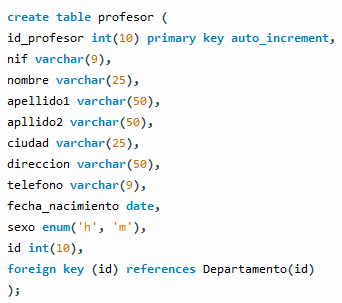 create table profesor (
id_profesor int(10) primary key auto_increment,
nif varchar(9),
nombre varchar(25),
apellido1 varchar(50),
apllido2 varchar(50),
ciudad varchar(25),
direccion varchar(50),
telefono varchar(9),
fecha_nacimiento date,
sexo enum('h', 'm'),
id int(10),
foreign key (id) references Departamento(id)
);